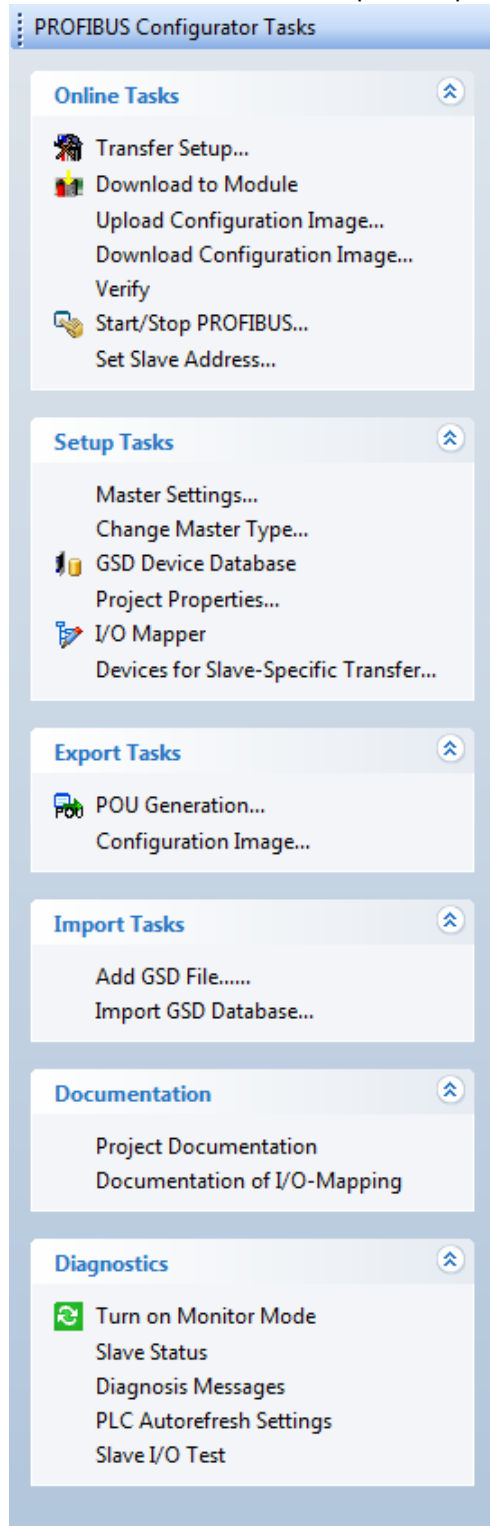 PROFIBUS Configurator Tasks
Online Tasks
Transfer Setup...
Download to Module
Upload Configuration Image...
Download Configuration Image...
Verify
Start/Stop PROFIBUS...
Set Slave Address...
Setup Tasks
Master Settings...
Change Master Type...
GSD Device Database
Project Properties...
I/O Mapper
Devices for Slave-Specific Transfer...
Export Tasks
POU
POU Generation...
Configuration Image...
Import Tasks
Add GSD File......
Import GSD Database...
Documentation
Project Documentation
Documentation of I/O-Mapping
Diagnostics
Turn on Monitor Mode
Slave Status
Diagnosis Messages
PLC Autorefresh Settings
Slave I/O Test